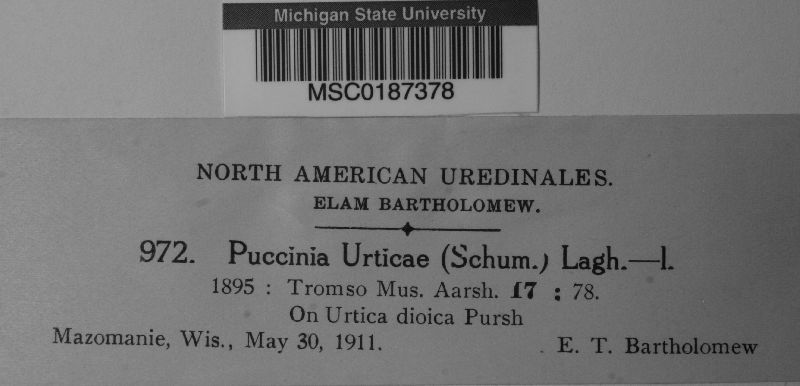 Michigan State University
MSC0187378
NORTH AMERICAN UREDINALES.
ELAM BARTHOLOMEW.
972. Puccinia Urticae (Schum.) Lagh.—I.
1895 : Tromso Mus. Aarsh. 17 : 78.
On Urtica dioica Pursh
Mazomanie, Wis., May 30, 1911. E. T. Bartholomew